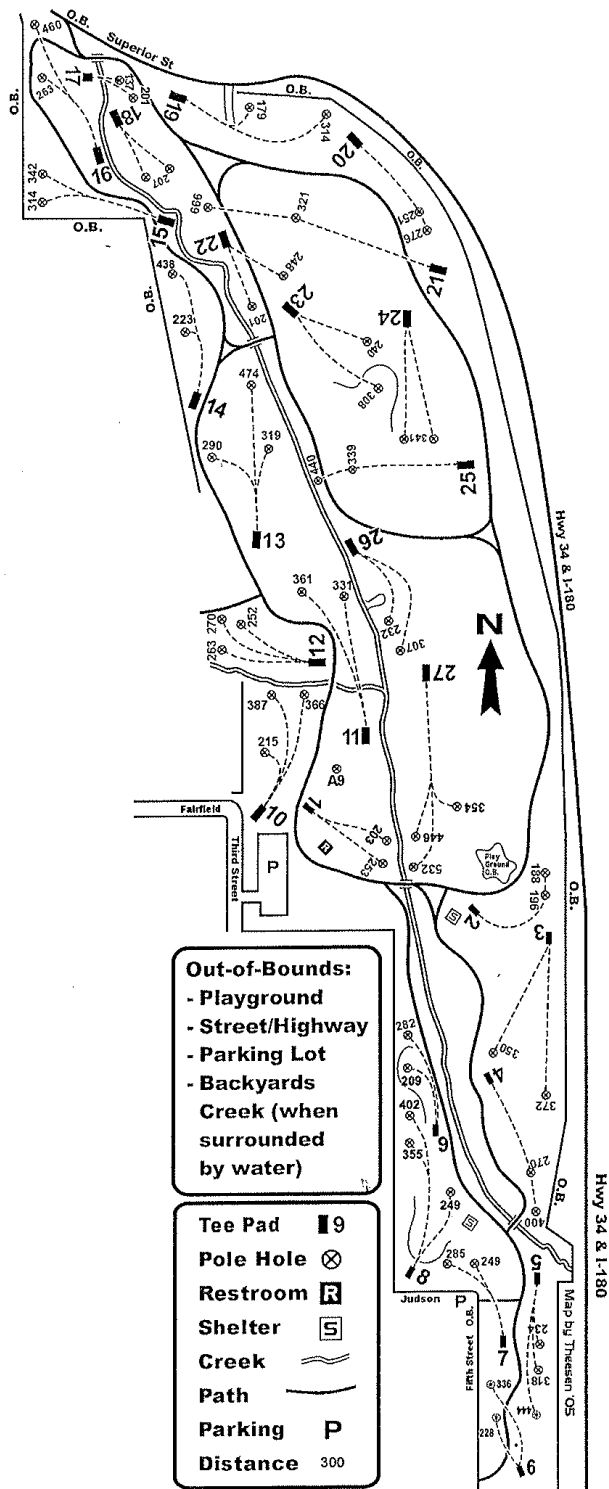 460
O.B.
Superior St
O.B.
O.B.
263
17
137
201
18
19
179
314
20
O.B.
342
16
207
251
276
314
O.B.
15
666
321
21
438
22
248
O.B.
223
201
23
24
240
474
308
14
341
290
319
440
339
25
13
26
Hwy 34 & I-180
361
331
270
252
232
307
N
263
12
27
387
366
11
215
A9
354
10
1
203
446
Fairfield
R
253
532
Play
Ground
O.B.
188
196
O.B.
Third Street
P
S
2
3
282
350
4
209
372
402
6
355
270
249
O.B.
400
S
Hwy 34 & I-180
285
249
8
5
Judson
P
O.B.
Fifth Street
7
234
318
Map by Theesen '05
336
444
228
9
Out-of-Bounds:
- Playground
- Street/Highway
- Parking Lot
- Backyards
Creek (when
surrounded
by water)
Tee Pad 9
Pole Hole
Restroom R
Shelter S
Creek
Path
Parking P
Distance 300